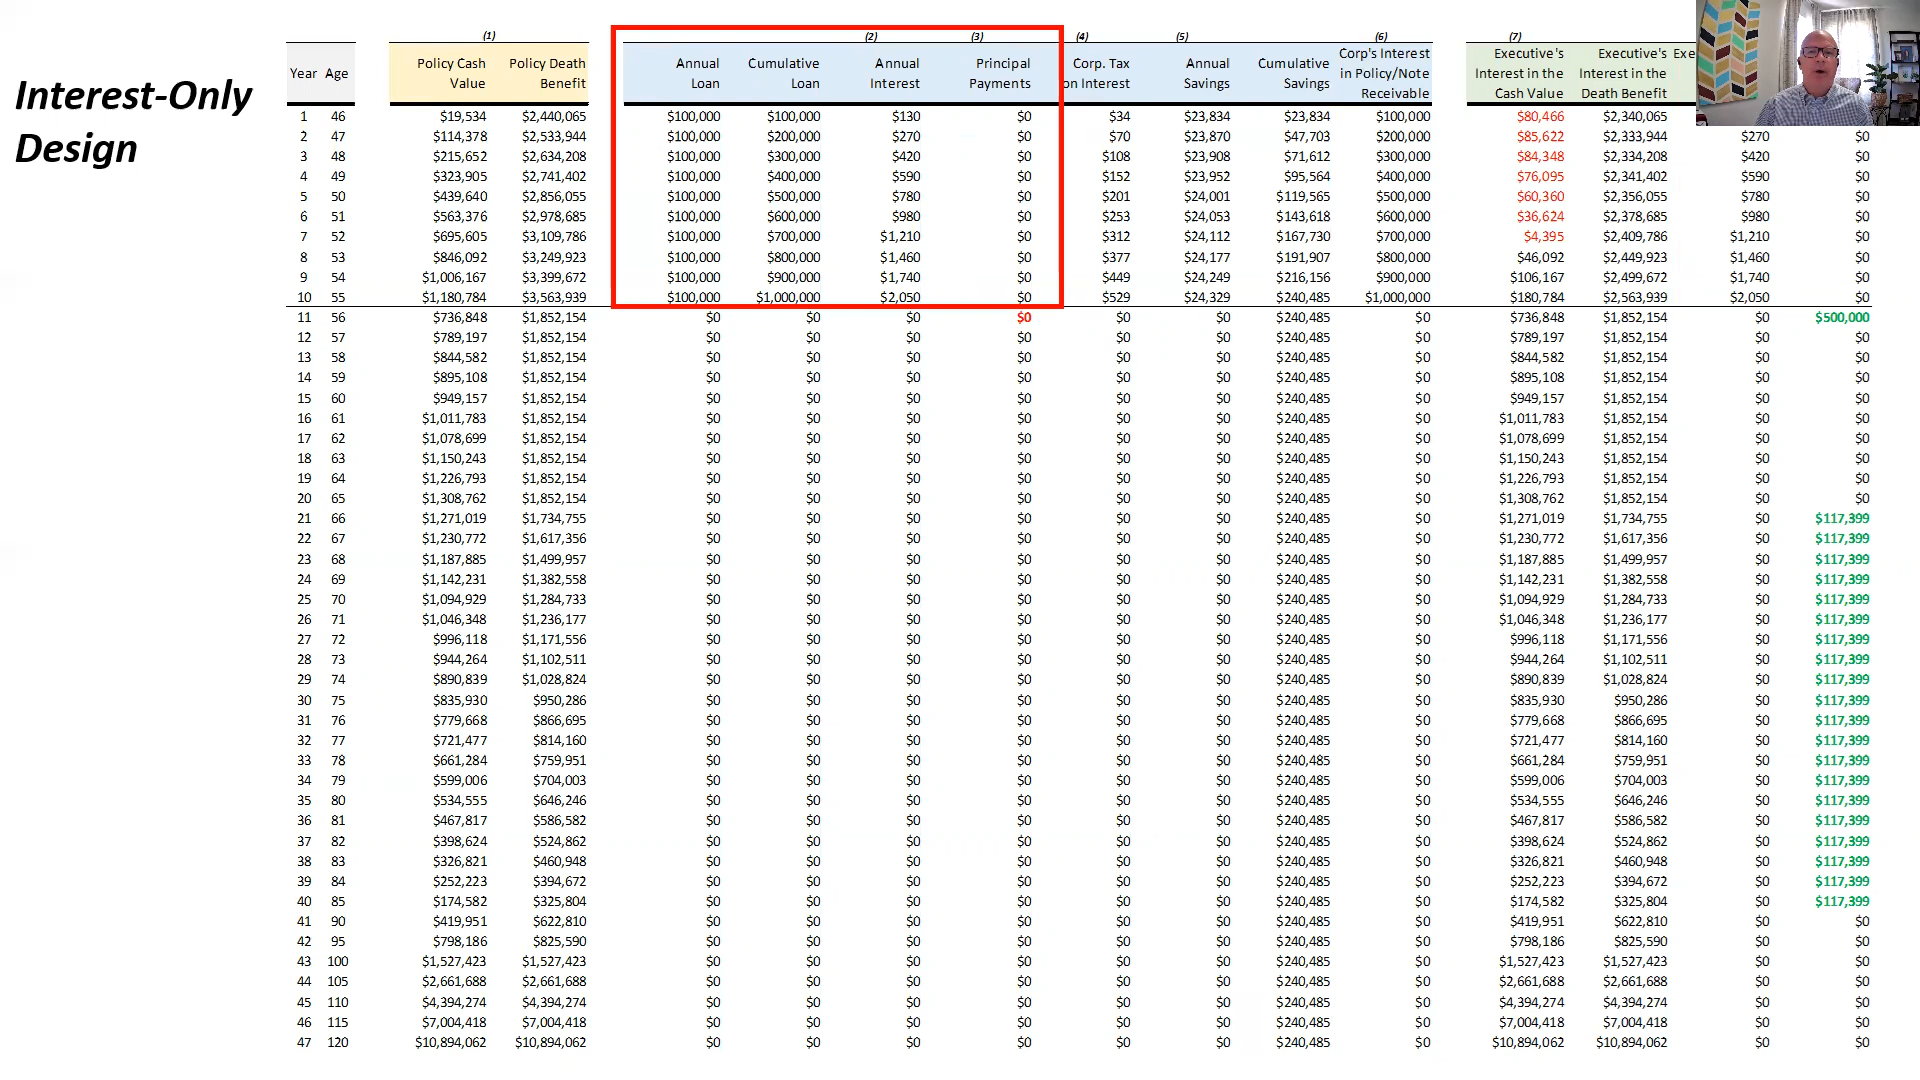 Interest-Only
Design
(1) (2) (3) (4) (5) (6) (7)
Year Age Policy Cash Value Policy Death Benefit Annual Loan Cumulative Loan Annual Interest Principal Payments Corp. Tax on Interest Annual Savings Cumulative Savings Corp's Interest in Policy/Note Receivable Executive's Interest in the Cash Value Executive's Interest in the Death Benefit Exe
1 46 $19,534 $2,440,065 $100,000 $100,000 $130 $0 $34 $23,834 $23,834 $100,000 $80,466 $2,340,065
2 47 $114,378 $2,533,944 $100,000 $200,000 $270 $0 $70 $23,870 $47,703 $200,000 $85,622 $2,333,944 $270 $0
3 48 $215,652 $2,634,208 $100,000 $300,000 $420 $0 $108 $23,908 $71,612 $300,000 $84,348 $2,334,208 $420 $0
4 49 $323,905 $2,741,402 $100,000 $400,000 $590 $0 $152 $23,952 $95,564 $400,000 $76,095 $2,341,402 $590 $0
5 50 $439,640 $2,856,055 $100,000 $500,000 $780 $0 $201 $24,001 $119,565 $500,000 $60,360 $2,356,055 $780 $0
6 51 $563,376 $2,978,685 $100,000 $600,000 $980 $0 $253 $24,053 $143,618 $600,000 $36,624 $2,378,685 $980 $0
7 52 $695,605 $3,109,786 $100,000 $700,000 $1,210 $0 $312 $24,112 $167,730 $700,000 $4,395 $2,409,786 $1,210 $0
8 53 $846,092 $3,249,923 $100,000 $800,000 $1,460 $0 $377 $24,177 $191,907 $800,000 $46,092 $2,449,923 $1,460 $0
9 54 $1,006,167 $3,399,672 $100,000 $900,000 $1,740 $0 $449 $24,249 $216,156 $900,000 $106,167 $2,499,672 $1,740 $0
10 55 $1,180,784 $3,563,939 $100,000 $1,000,000 $2,050 $0 $529 $24,329 $240,485 $1,000,000 $180,784 $2,563,939 $2,050 $0
11 56 $736,848 $1,852,154 $0 $0 $0 $0 $0 $0 $240,485 $0 $736,848 $1,852,154 $0 $500,000
12 57 $789,197 $1,852,154 $0 $0 $0 $0 $0 $0 $240,485 $0 $789,197 $1,852,154 $0 $0
13 58 $844,582 $1,852,154 $0 $0 $0 $0 $0 $0 $240,485 $0 $844,582 $1,852,154 $0 $0
14 59 $895,108 $1,852,154 $0 $0 $0 $0 $0 $0 $240,485 $0 $895,108 $1,852,154 $0 $0
15 60 $949,157 $1,852,154 $0 $0 $0 $0 $0 $0 $240,485 $0 $949,157 $1,852,154 $0 $0
16 61 $1,011,783 $1,852,154 $0 $0 $0 $0 $0 $0 $240,485 $0 $1,011,783 $1,852,154 $0 $0
17 62 $1,078,699 $1,852,154 $0 $0 $0 $0 $0 $0 $240,485 $0 $1,078,699 $1,852,154 $0 $0
18 63 $1,150,243 $1,852,154 $0 $0 $0 $0 $0 $0 $240,485 $0 $1,150,243 $1,852,154 $0 $0
19 64 $1,226,793 $1,852,154 $0 $0 $0 $0 $0 $0 $240,485 $0 $1,226,793 $1,852,154 $0 $0
20 65 $1,308,762 $1,852,154 $0 $0 $0 $0 $0 $0 $240,485 $0 $1,308,762 $1,852,154 $0 $0
21 66 $1,271,019 $1,734,755 $0 $0 $0 $0 $0 $0 $240,485 $0 $1,271,019 $1,734,755 $0 $117,399
22 67 $1,230,772 $1,617,356 $0 $0 $0 $0 $0 $0 $240,485 $0 $1,230,772 $1,617,356 $0 $117,399
23 68 $1,187,885 $1,499,957 $0 $0 $0 $0 $0 $0 $240,485 $0 $1,187,885 $1,499,957 $0 $117,399
24 69 $1,142,231 $1,382,558 $0 $0 $0 $0 $0 $0 $240,485 $0 $1,142,231 $1,382,558 $0 $117,399
25 70 $1,094,929 $1,284,733 $0 $0 $0 $0 $0 $0 $240,485 $0 $1,094,929 $1,284,733 $0 $117,399
26 71 $1,046,348 $1,236,177 $0 $0 $0 $0 $0 $0 $240,485 $0 $1,046,348 $1,236,177 $0 $117,399
27 72 $996,118 $1,171,556 $0 $0 $0 $0 $0 $0 $240,485 $0 $996,118 $1,171,556 $0 $117,399
28 73 $944,264 $1,102,511 $0 $0 $0 $0 $0 $0 $240,485 $0 $944,264 $1,102,511 $0 $117,399
29 74 $890,839 $1,028,824 $0 $0 $0 $0 $0 $0 $240,485 $0 $890,839 $1,028,824 $0 $117,399
30 75 $835,930 $950,286 $0 $0 $0 $0 $0 $0 $240,485 $0 $835,930 $950,286 $0 $117,399
31 76 $779,668 $866,695 $0 $0 $0 $0 $0 $0 $240,485 $0 $779,668 $866,695 $0 $117,399
32 77 $721,477 $814,160 $0 $0 $0 $0 $0 $0 $240,485 $0 $721,477 $814,160 $0 $117,399
33 78 $661,284 $759,951 $0 $0 $0 $0 $0 $0 $240,485 $0 $661,284 $759,951 $0 $117,399
34 79 $599,006 $704,003 $0 $0 $0 $0 $0 $0 $240,485 $0 $599,006 $704,003 $0 $117,399
35 80 $534,555 $646,246 $0 $0 $0 $0 $0 $0 $240,485 $0 $534,555 $646,246 $0 $117,399
36 81 $467,817 $586,582 $0 $0 $0 $0 $0 $0 $240,485 $0 $467,817 $586,582 $0 $117,399
37 82 $398,624 $524,862 $0 $0 $0 $0 $0 $0 $240,485 $0 $398,624 $524,862 $0 $117,399
38 83 $326,821 $460,948 $0 $0 $0 $0 $0 $0 $240,485 $0 $326,821 $460,948 $0 $117,399
39 84 $252,223 $394,672 $0 $0 $0 $0 $0 $0 $240,485 $0 $252,223 $394,672 $0 $117,399
40 85 $174,582 $325,804 $0 $0 $0 $0 $0 $0 $240,485 $0 $174,582 $325,804 $0 $117,399
41 90 $419,951 $622,810 $0 $0 $0 $0 $0 $0 $240,485 $0 $419,951 $622,810 $0 $0
42 95 $798,186 $825,590 $0 $0 $0 $0 $0 $0 $240,485 $0 $798,186 $825,590 $0 $0
43 100 $1,527,423 $1,527,423 $0 $0 $0 $0 $0 $0 $240,485 $0 $1,527,423 $1,527,423 $0 $0
44 105 $2,661,688 $2,661,688 $0 $0 $0 $0 $0 $0 $240,485 $0 $2,661,688 $2,661,688 $0 $0
45 110 $4,394,274 $4,394,274 $0 $0 $0 $0 $0 $0 $240,485 $0 $4,394,274 $4,394,274 $0 $0
46 115 $7,004,418 $7,004,418 $0 $0 $0 $0 $0 $0 $240,485 $0 $7,004,418 $7,004,418 $0 $0
47 120 $10,894,062 $10,894,062 $0 $0 $0 $0 $0 $0 $240,485 $0 $10,894,062 $10,894,062 $0 $0